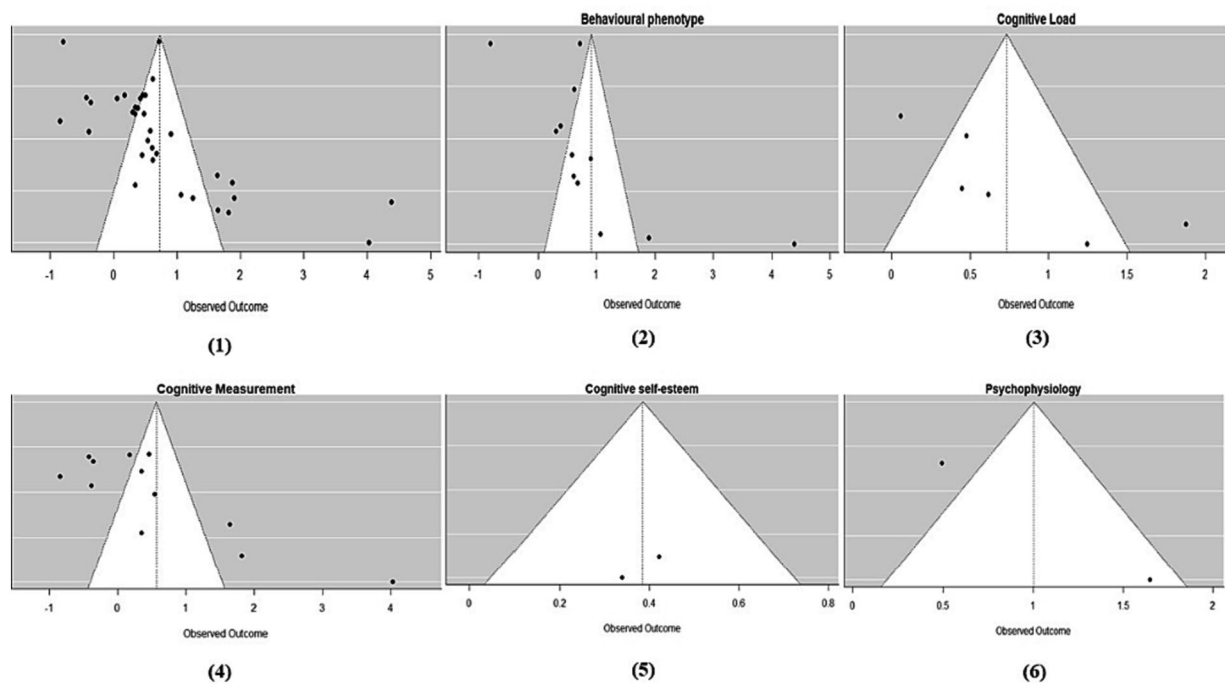 Behavioural phenotype
Cognitive Load
-1 0 1 2 3 4 5
0 1 2 3 4 5
0 0.5 1 1.5 2
Observed Outcome
Observed Outcome
Observed Outcome
(1)
(2)
(3)
Cognitive Measurement
Cognitive self-esteem
Psychophysiology
-1 0 1 2 3 4
0 0.2 0.4 0.6 0.8
0 0.5 1 1.5 2
Observed Outcome
Observed Outcome
Observed Outcome
(4)
(5)
(6)